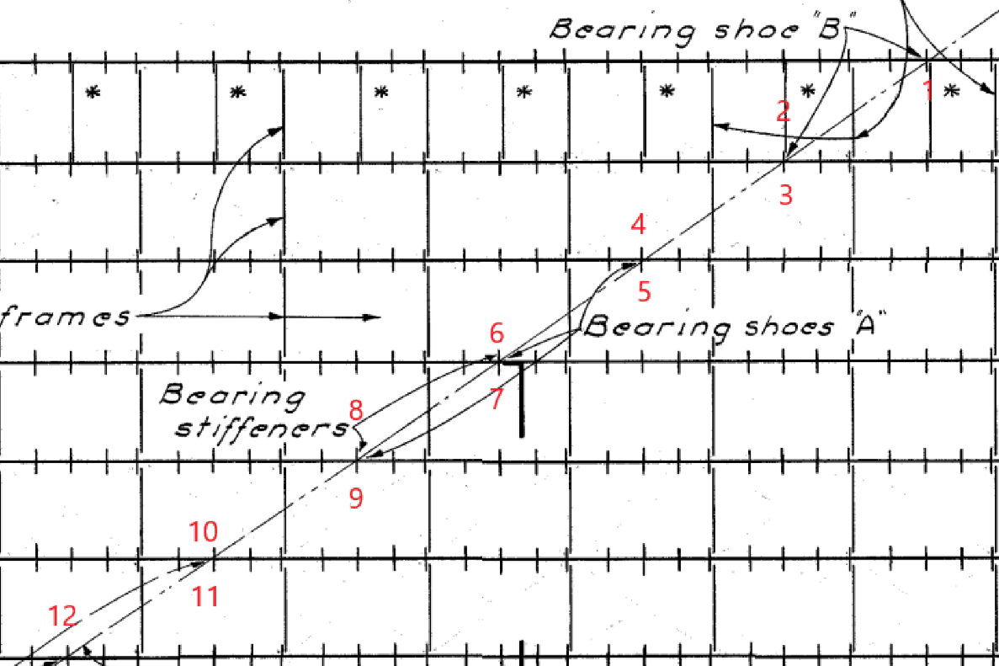 Bearing shoe "B"
* * * * * * *
1
2
3
4
5
frames
Bearing shoes "A"
6
7
Bearing
stiffeners
8
9
10
11
12